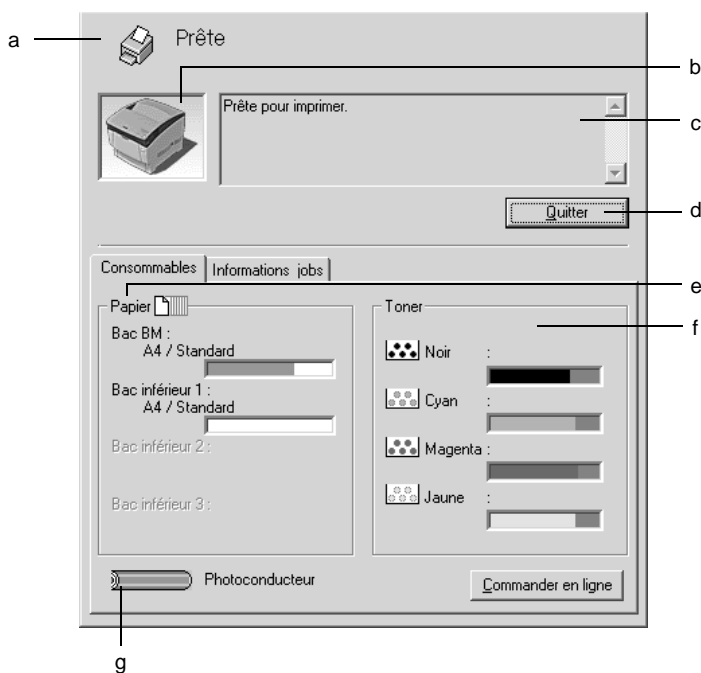 a
Prête
b
Prête pour imprimer.
c
Quitter
d
Consommables
Informations jobs
e
Papier
Toner
f
Bac BM :
A4 / Standard
Noir :
Bac inférieur 1 :
A4 / Standard
Cyan :
Bac inférieur 2 :
Magenta :
Bac inférieur 3 :
Jaune :
Photoconducteur
Commander en ligne
g